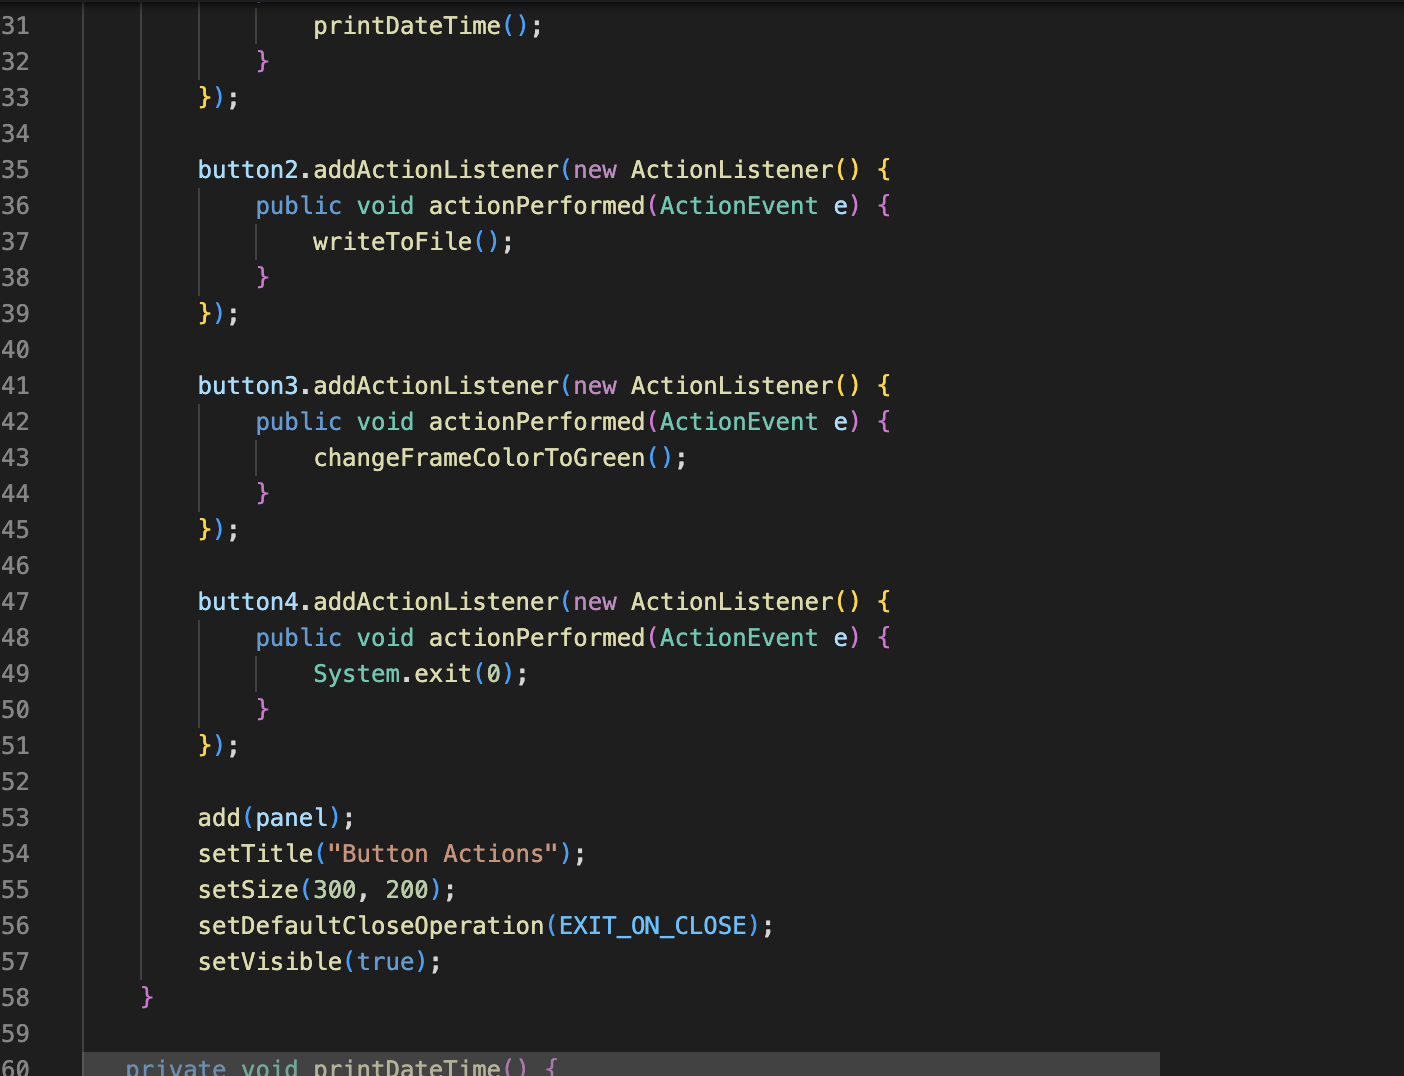 31 printDateTime();
32 }
33 });
34
35 button2.addActionListener(new ActionListener() {
36 public void actionPerformed(ActionEvent e) {
37 writeToFile();
38 }
39 });
40
41 button3.addActionListener(new ActionListener() {
42 public void actionPerformed(ActionEvent e) {
43 changeFrameColorToGreen();
44 }
45 });
46
47 button4.addActionListener(new ActionListener() {
48 public void actionPerformed(ActionEvent e) {
49 System.exit(0);
50 }
51 });
52
53 add(panel);
54 setTitle("Button Actions");
55 setSize(300, 200);
56 setDefaultCloseOperation(EXIT_ON_CLOSE);
57 setVisible(true);
58 }
59
60 private void printDateTime() {